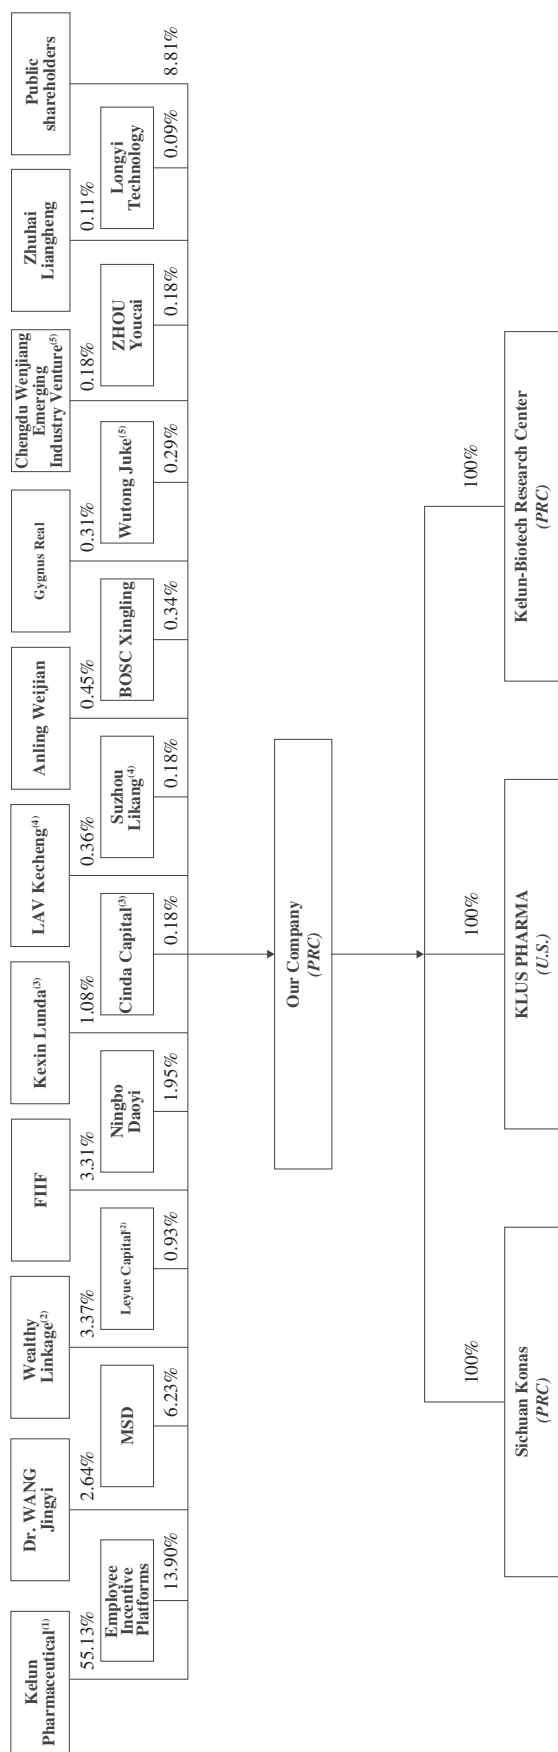 Kelun
Pharmaceutical(1)
Dr. WANG
Jingyi
Wealthy
Linkage(2)
FIIF
Kexin Lunda(3)
LAV Kecheng(4)
Anling Weijian
Gygnus Real
Chengdu Wenjiang
Emerging
Industry Venture(5)
Zhuhai
Liangheng
Public
shareholders
55.13%
2.64%
3.37%
3.31%
1.08%
0.36%
0.45%
0.31%
0.18%
0.11%
8.81%
Employee
Incentive
Platforms
MSD
Leyue Capital(2)
Ningbo
Daoyi
Cinda Capital(3)
Suzhou
Likang(4)
BOSC Xingling
Wutong Juke(5)
ZHOU
Youcai
Longyi
Technology
13.90%
6.23%
0.93%
1.95%
0.18%
0.18%
0.34%
0.29%
0.18%
0.09%
Our Company
(PRC)
100%
100%
100%
Sichuan Konas
(PRC)
KLUS PHARMA
(U.S.)
Kelun-Biotech Research Center
(PRC)